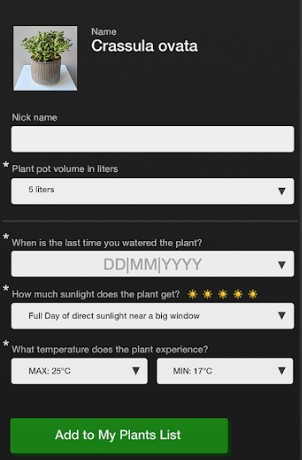 Name
Crassula ovata
Nick name
* Plant pot volume in liters
5 liters
* When is the last time you watered the plant?
DD|MM|YYYY
* How much sunlight does the plant get?
Full Day of direct sunlight near a big window
* What temperature does the plant experience?
MAX: 25°C MIN: 17°C
Add to My Plants List